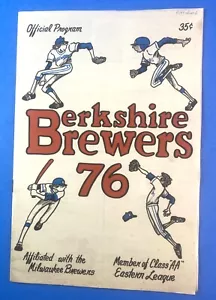 Official Program
35¢
Berkshire
Brewers
76
Affiliated with the
Milwaukee Brewers
Member of Class "AA"
Eastern League